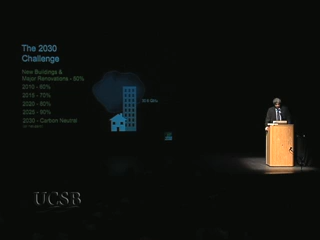 The 2030
Challenge
New Buildings &
Major Renovations - 50%
2010 - 60%
2015 - 70%
2020 - 80%
2025 - 90%
2030 - Carbon Neutral
UCSB